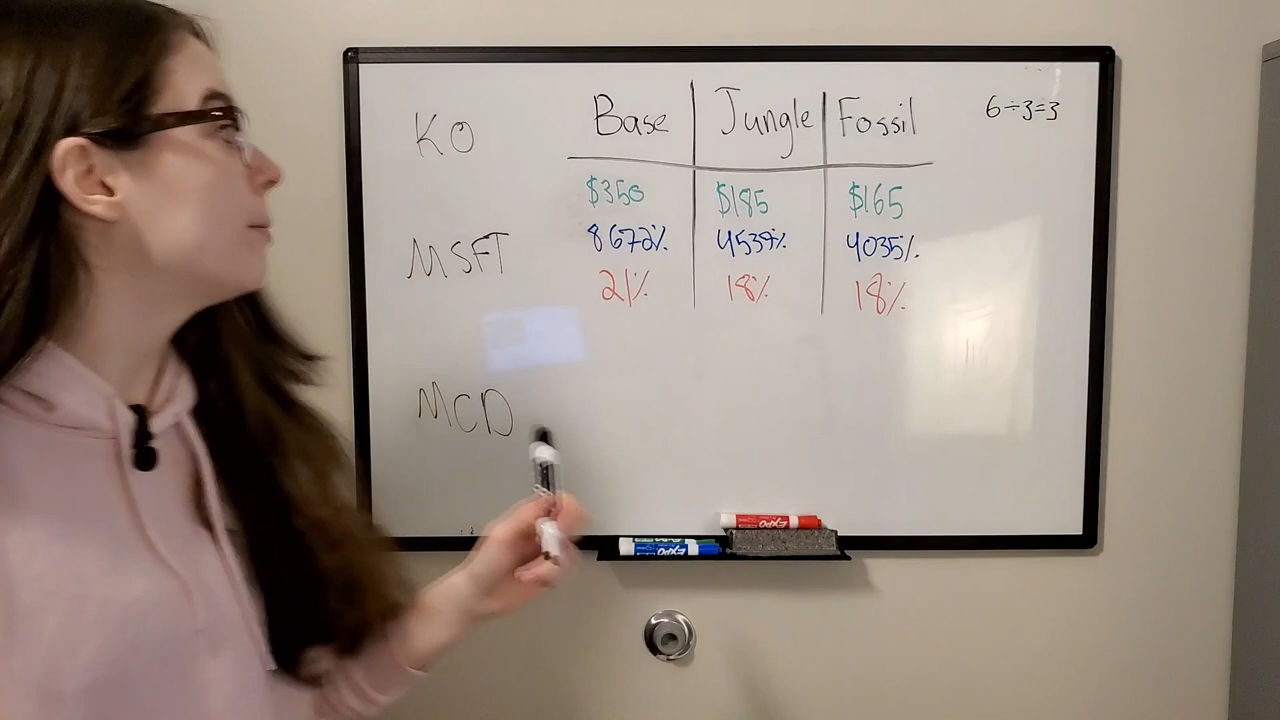 KO
MSFT
MCD
Base Jungle Fossil
$350 $185 $165
8672% 4539% 4035%
21% 18% 18%
6÷3=3
EXPO
EXPO